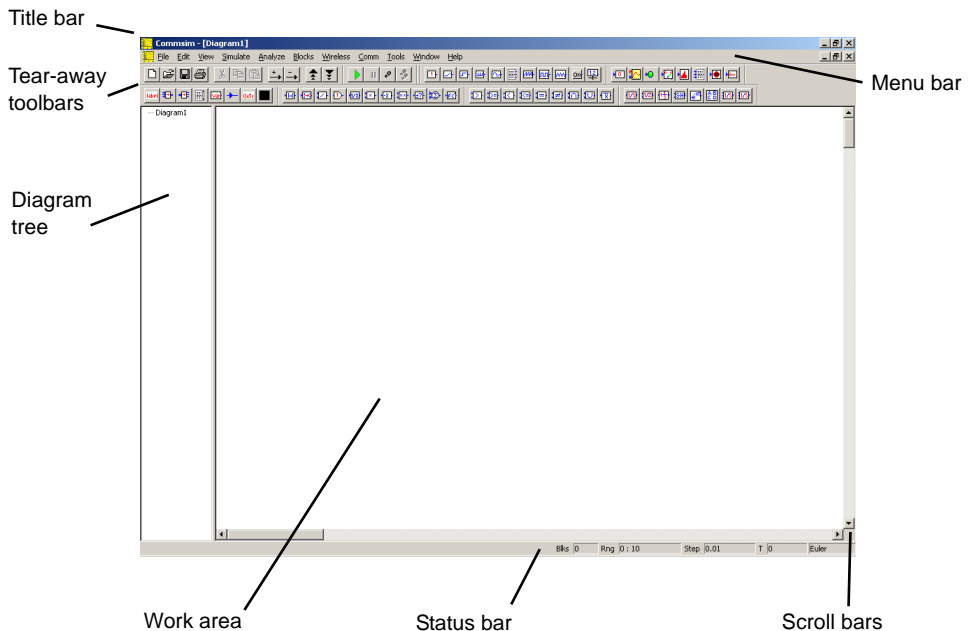 Title bar
Commsim - [Diagram1]
File Edit View Simulate Analyze Blocks Wireless Comm Tools Window Help
Tear-away
toolbars
Menu bar
label
Diagram1
Diagram
tree
Blks 0 Rng 0 : 10 Step 0.01 T 0 Euler
Work area
Status bar
Scroll bars